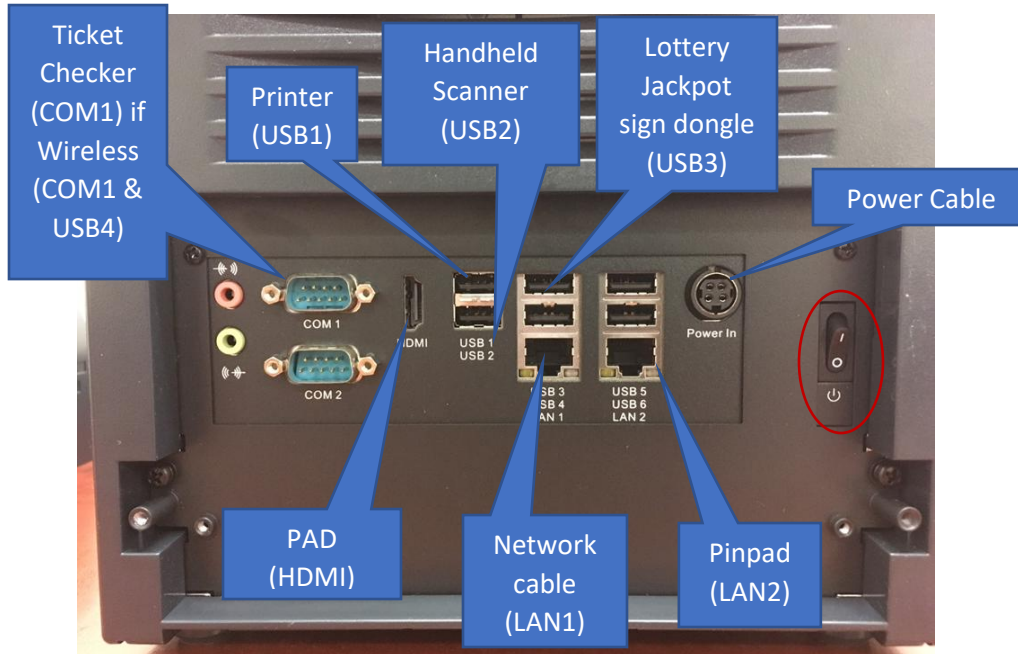 Ticket
Checker
(COM1) if
Wireless
(COM1 &
USB4)
Printer
(USB1)
Handheld
Scanner
(USB2)
Lottery
Jackpot
sign dongle
(USB3)
Power Cable
COM 1
HDMI
USB 1
USB 2
Power In
COM 2
USB 3
USB 4
LAN 1
USB 5
USB 6
LAN 2
I
O
PAD
(HDMI)
Network
cable
(LAN1)
Pinpad
(LAN2)